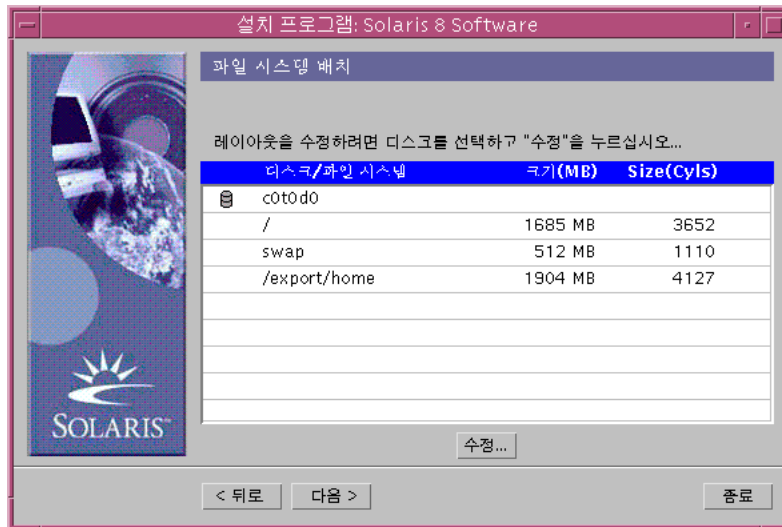 설치 프로그램: Solaris 8 Software
파일 시스템 배치
레이아웃을 수정하려면 디스크를 선택하고 "수정"을 누르십시오...
디스크/파일 시스템 크기(MB) Size(Cyls)
c0t0d0
/ 1685 MB 3652
swap 512 MB 1110
/export/home 1904 MB 4127
SOLARIS™
수정...
< 뒤로 다음 > 종료